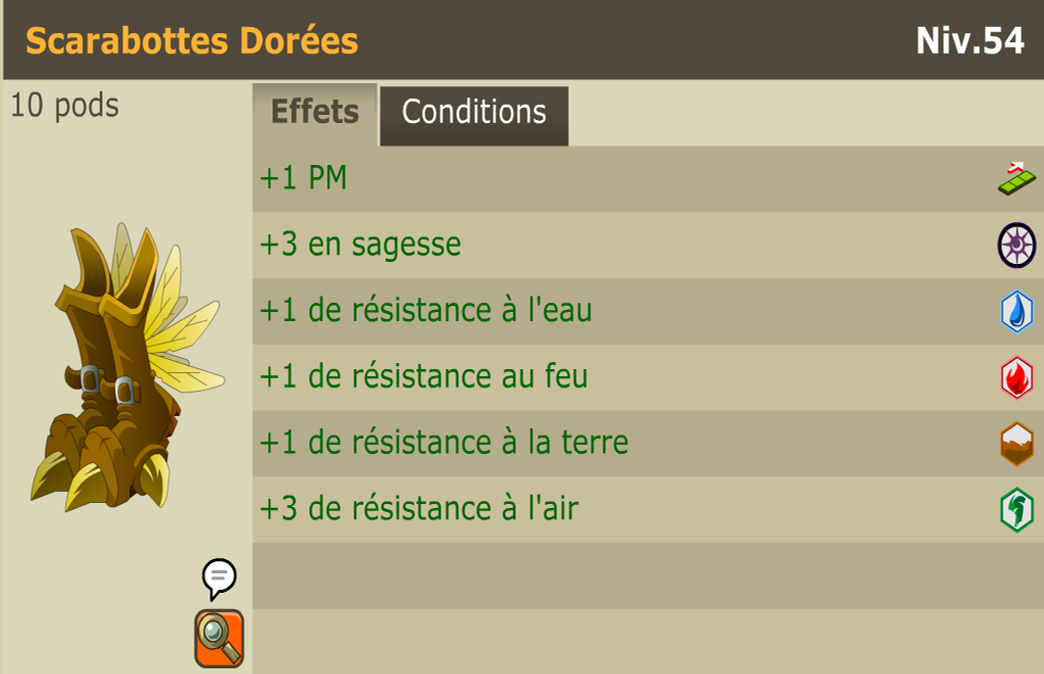 Scarabottes Dorées
Niv.54
10 pods
Effets
Conditions
+1 PM
+3 en sagesse
+1 de résistance à l'eau
+1 de résistance au feu
+1 de résistance à la terre
+3 de résistance à l'air